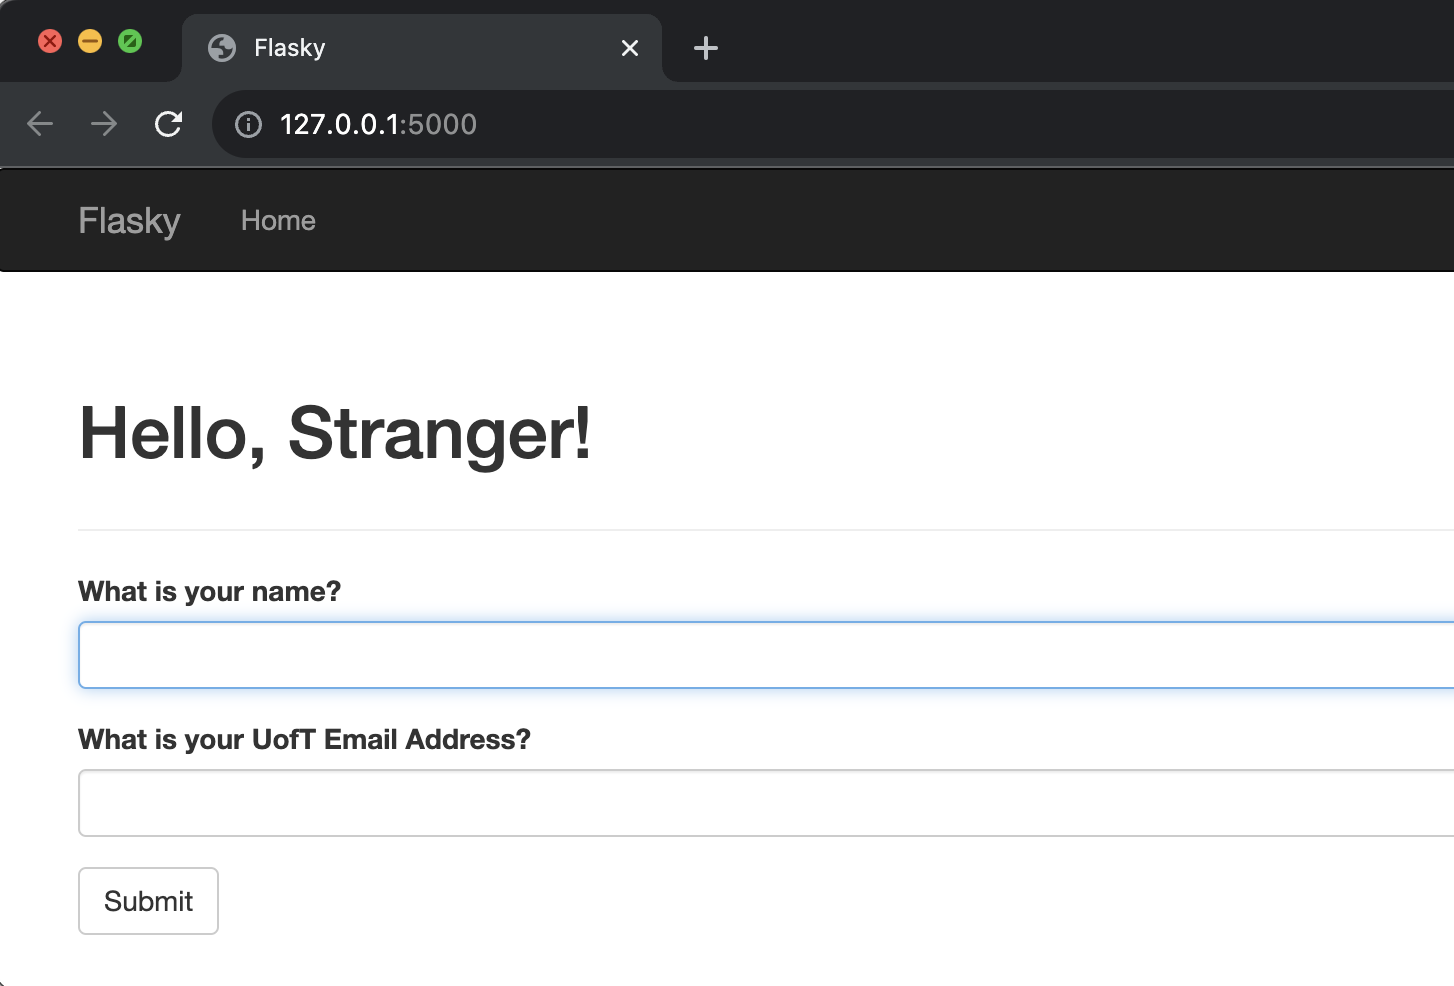 Flasky
127.0.0.1:5000
Flasky Home
Hello, Stranger!
What is your name?
What is your UofT Email Address?
Submit